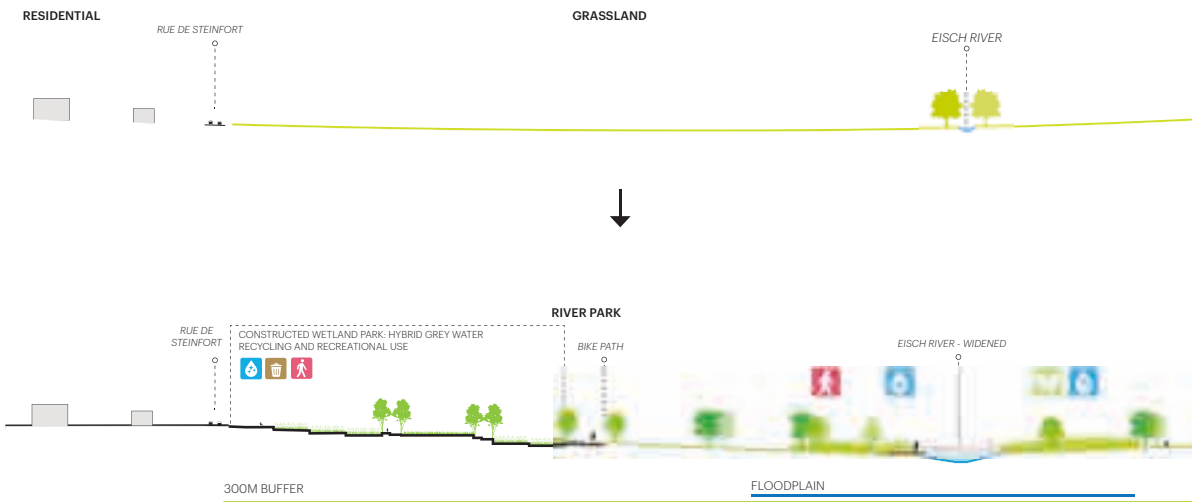 RESIDENTIAL
GRASSLAND
RUE DE STEINFORT
EISCH RIVER
RIVER PARK
RUE DE
STEINFORT
CONSTRUCTED WETLAND PARK: HYBRID GREY WATER
RECYCLING AND RECREATIONAL USE
BIKE PATH
EISCH RIVER - WIDENED
300M BUFFER
FLOODPLAIN